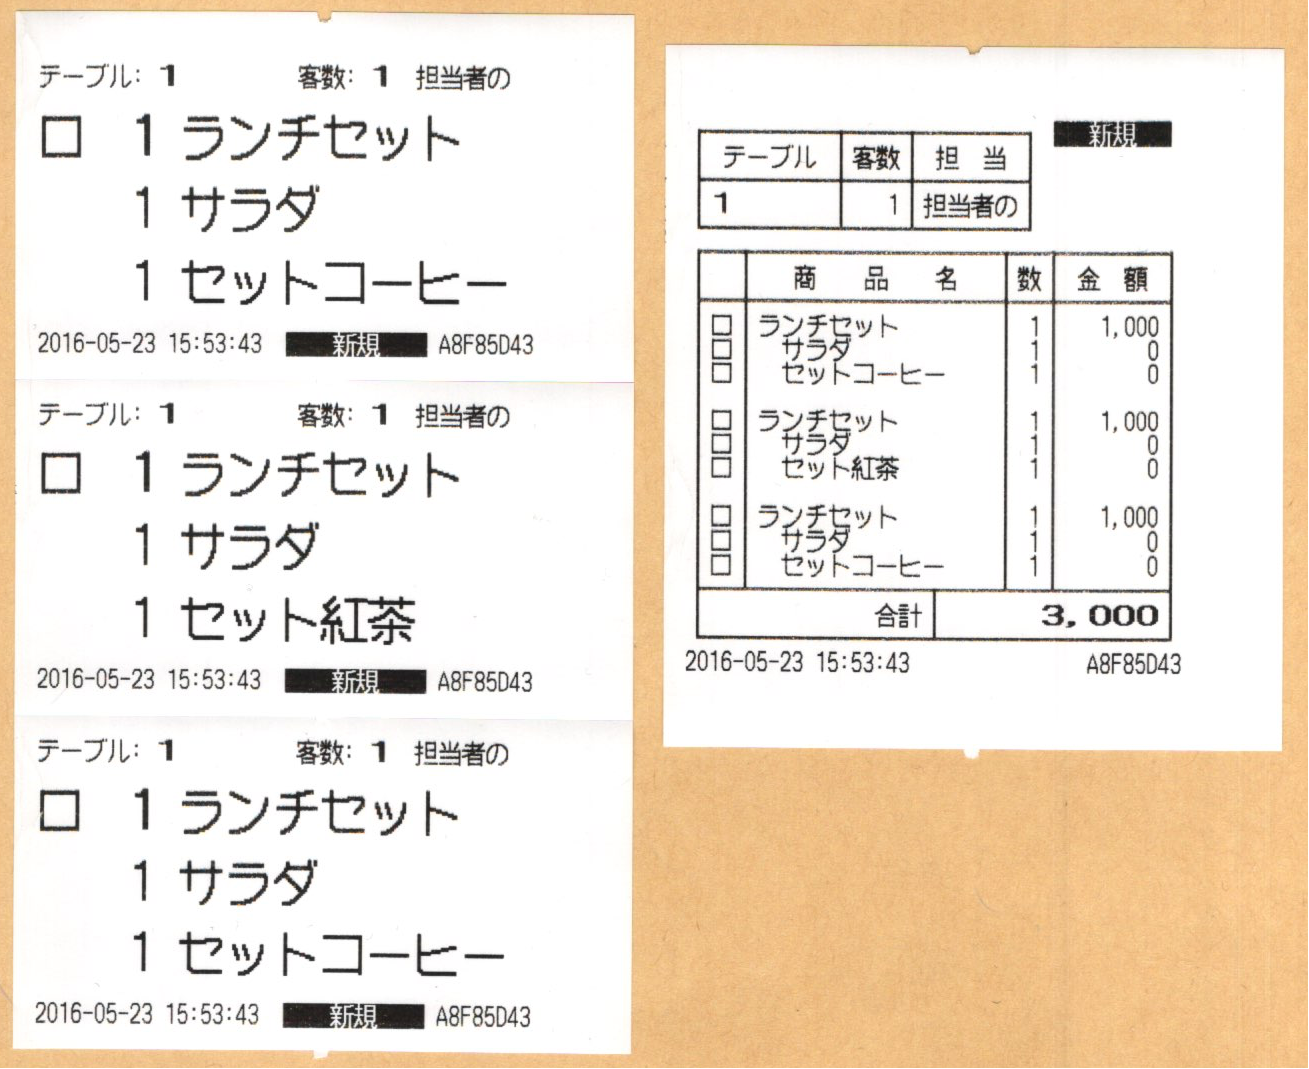 テーブル: 1 客数: 1 担当者の
□ 1 ランチセット
1 サラダ
1 セットコーヒー
2016-05-23 15:53:43 新規 A8F85D43
テーブル: 1 客数: 1 担当者の
□ 1 ランチセット
1 サラダ
1 セット紅茶
2016-05-23 15:53:43 新規 A8F85D43
テーブル: 1 客数: 1 担当者の
□ 1 ランチセット
1 サラダ
1 セットコーヒー
2016-05-23 15:53:43 新規 A8F85D43
新規
テーブル 客数 担 当
1 1 担当者の
商 品 名 数 金 額
□ ランチセット 1 1,000
□ サラダ 1 0
□ セットコーヒー 1 0
□ ランチセット 1 1,000
□ サラダ 1 0
□ セット紅茶 1 0
□ ランチセット 1 1,000
□ サラダ 1 0
□ セットコーヒー 1 0
合計 3,000
2016-05-23 15:53:43 A8F85D43